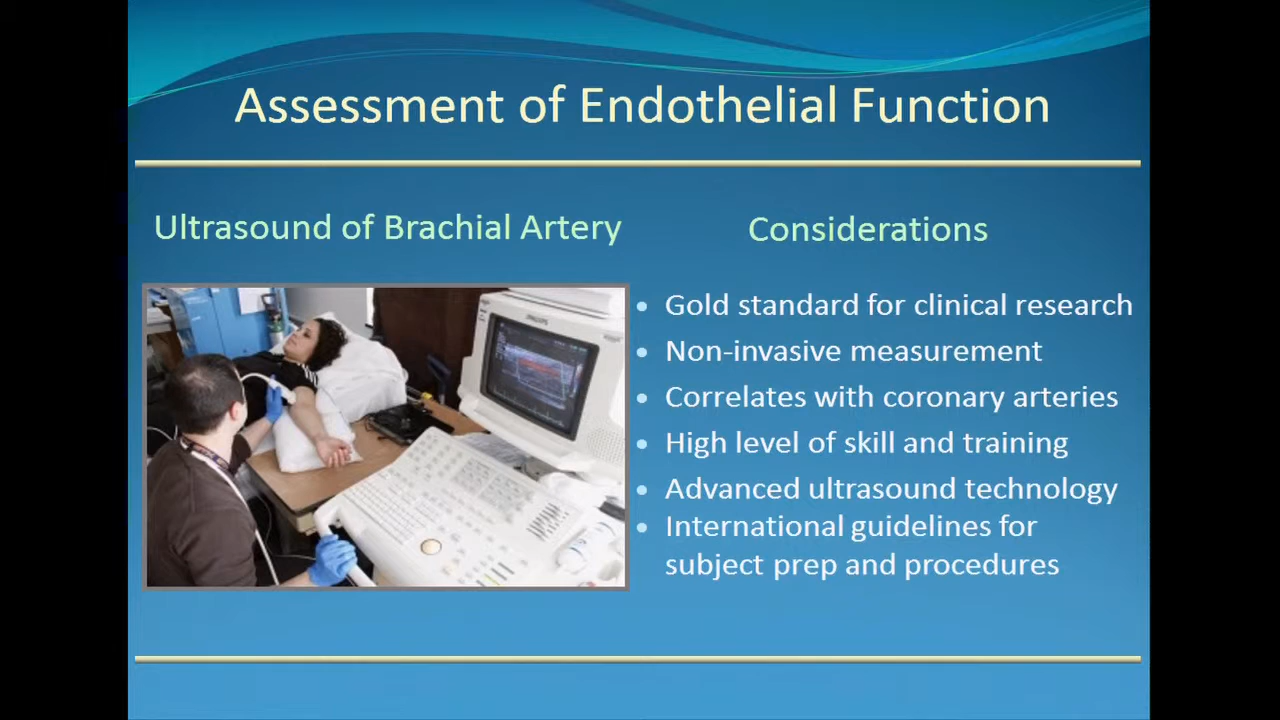 Assessment of Endothelial Function
Ultrasound of Brachial Artery
PHILIPS
Considerations
• Gold standard for clinical research
• Non-invasive measurement
• Correlates with coronary arteries
• High level of skill and training
• Advanced ultrasound technology
• International guidelines for
subject prep and procedures